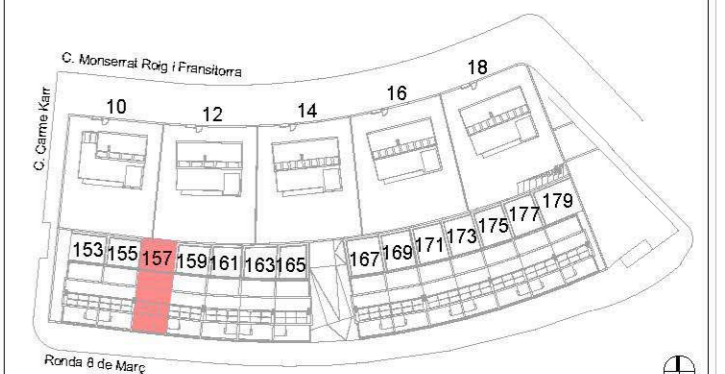 C. Monserrat Roig i Fransitorra
C. Carme Karr
10 12 14 16 18
153 155 157 159 161 163 165 167 169 171 173 175 177 179
Ronda 8 de Març